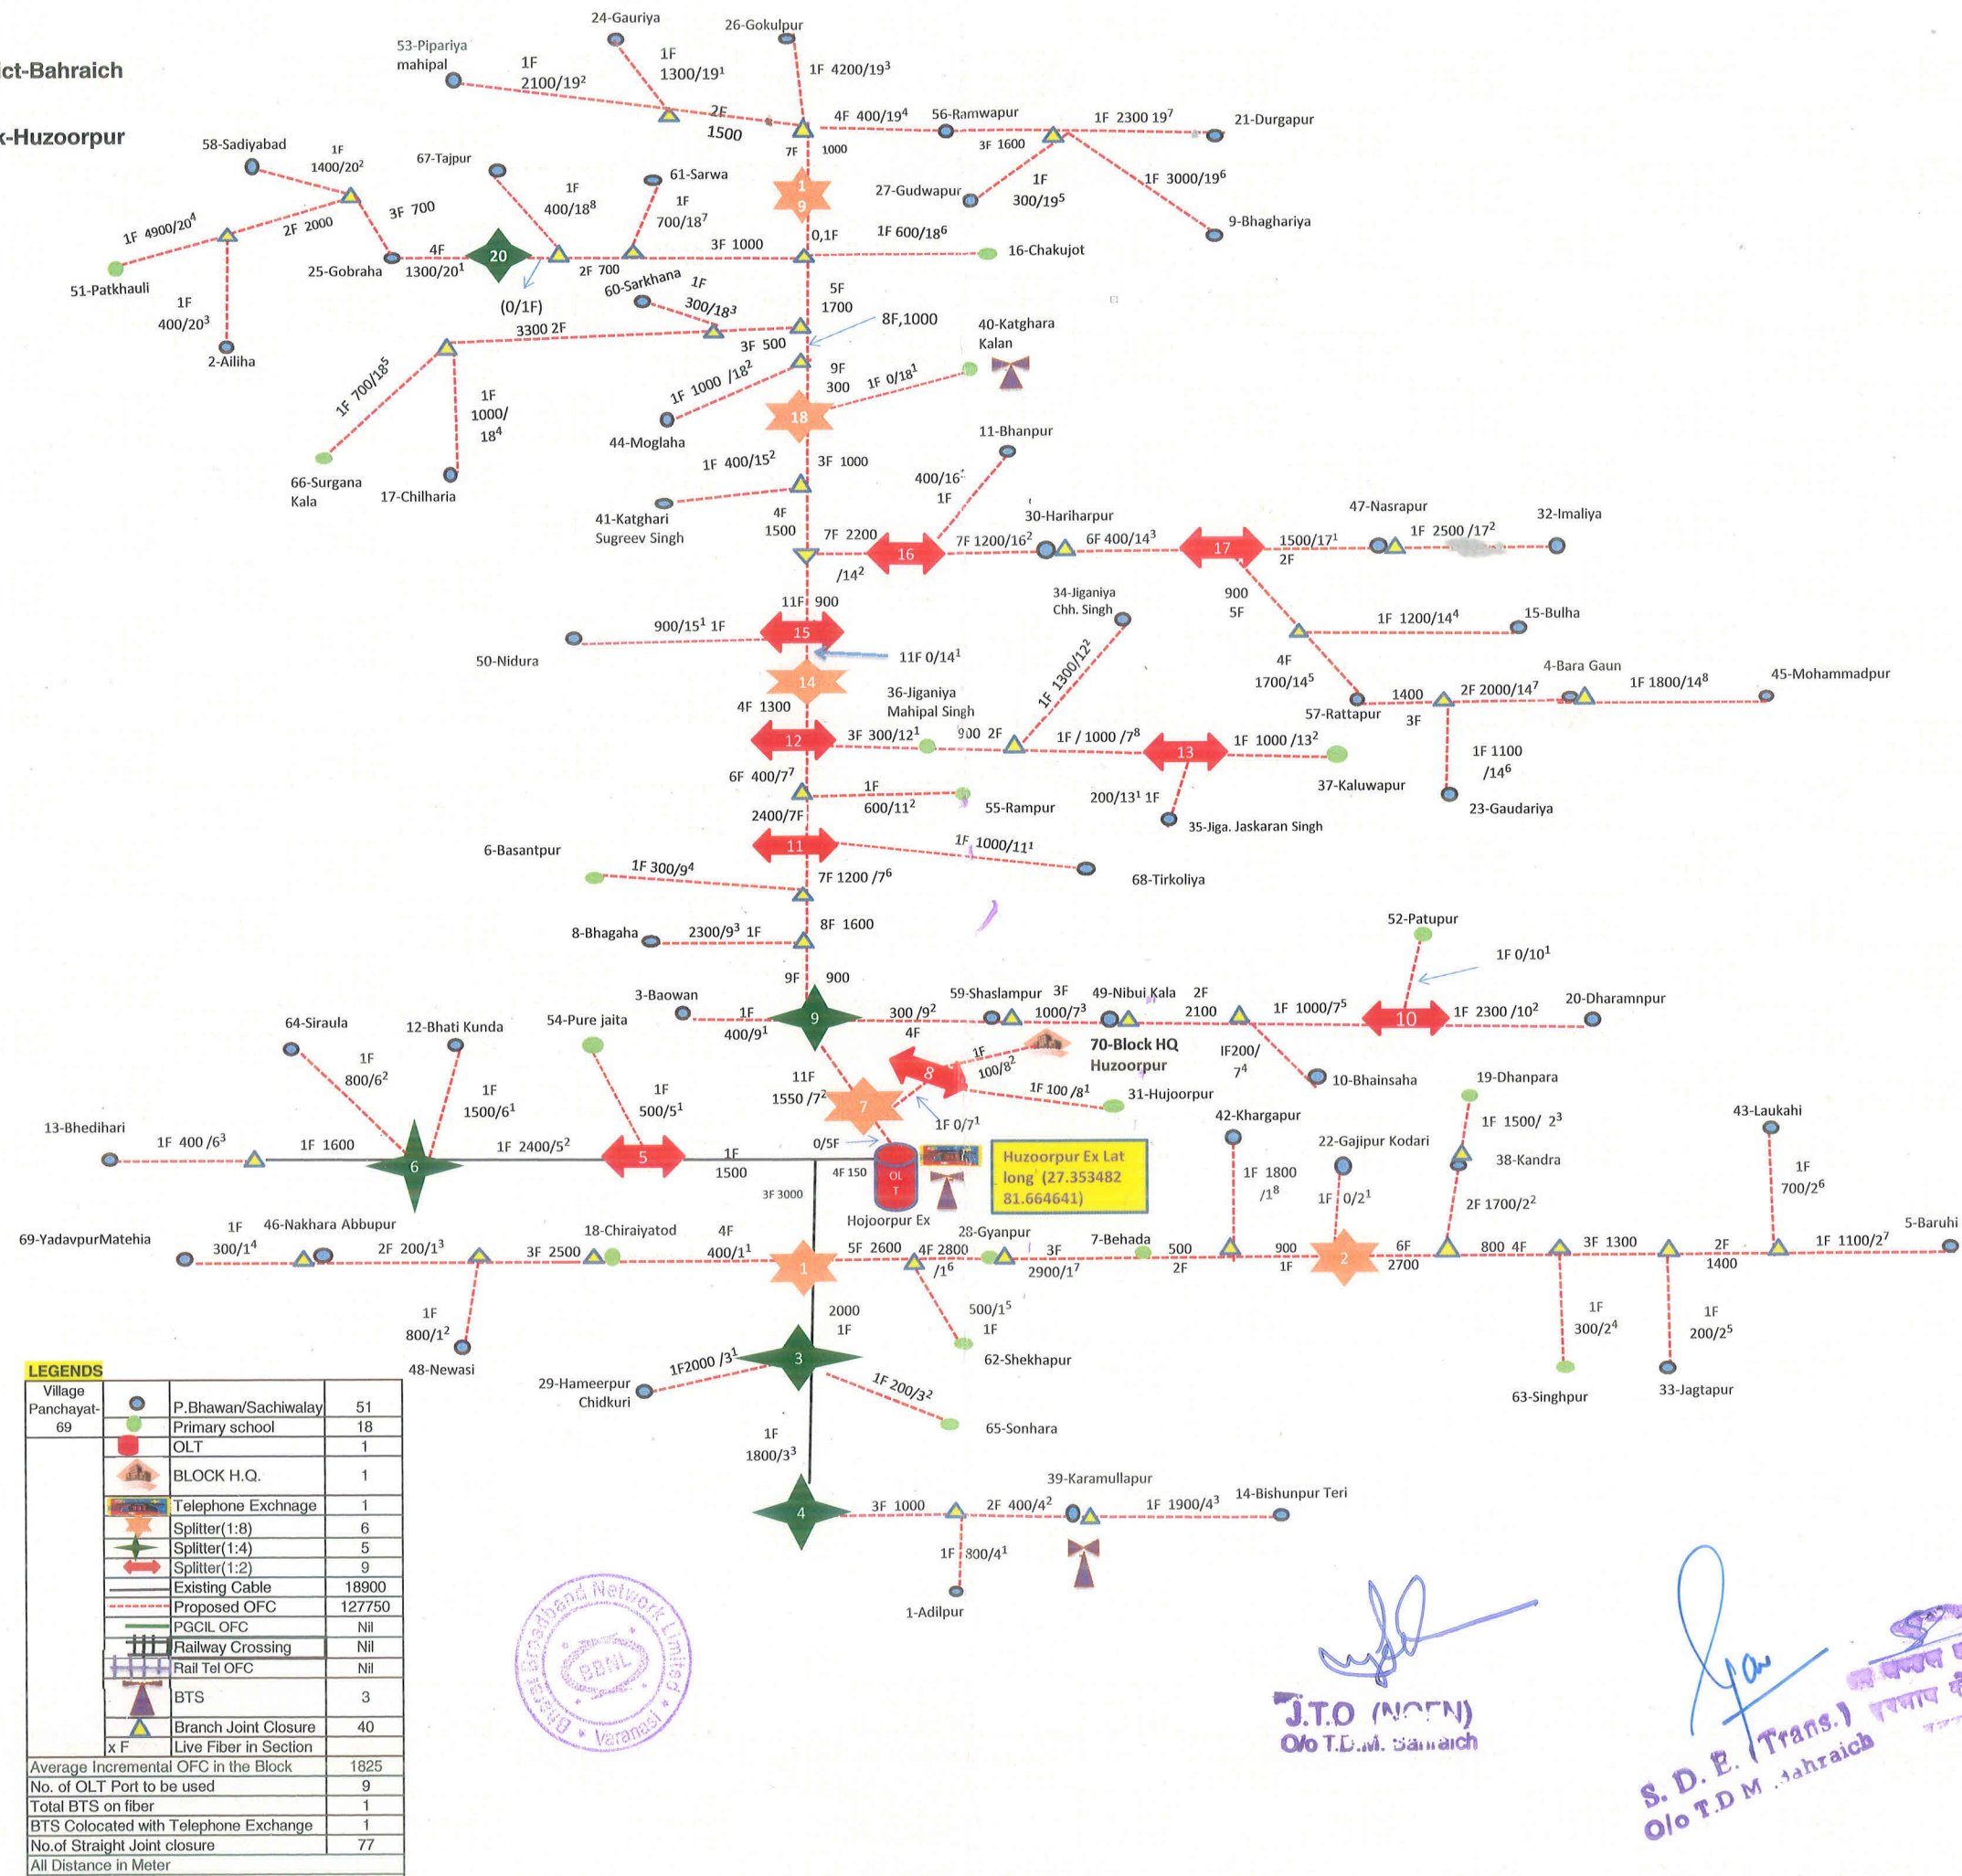 ct-Bahraich
k-Huzoorpur
24-Gauriya
26-Gokulpur
53-Pipariya
mahipal
1F
2100/19²
1F
1300/19¹
1F 4200/19³
2F
1500
4F 400/19⁴
56-Ramwapur
1F 2300 19⁷
21-Durgapur
7F 1000
3F 1600
27-Gudwapur
1F
300/19⁵
1F 3000/19⁶
9-Bhaghariya
1
9
58-Sadiyabad
1F
1400/20²
67-Tajpur
61-Sarwa
1F
400/18⁸
1F
700/18⁷
1F 4900/20⁴
2F 2000
3F 700
51-Patkhauli
25-Gobraha
4F
1300/20¹
20
2F 700
3F 1000
0,1F
1F 600/18⁶
16-Chakujot
(0/1F)
1F
400/20³
2-Ailiha
60-Sarkhana
1F
300/18³
5F
1700
3300 2F
3F 500
8F,1000
40-Katghara
Kalan
1F 700/18⁵
1F
1000/
18⁴
1F 1000 /18²
9F
300
1F 0/18¹
18
44-Moglaha
66-Surgana
Kala
17-Chilharia
11-Bhanpur
1F 400/15²
3F 1000
400/16
1F
41-Katghari
Sugreev Singh
4F
1500
7F 2200
/14²
16
7F 1200/16²
30-Hariharpur
6F 400/14³
17
1500/17¹
2F
47-Nasrapur
1F 2500 /17²
32-Imaliya
11F 900
34-Jiganiya
Chh. Singh
900
5F
1F 1200/14⁴
15-Bulha
50-Nidura
900/15¹ 1F
15
11F 0/14¹
14
1F 1300/12²
4F
1700/14⁵
57-Rattapur
1400
3F
2F 2000/14⁷
4-Bara Gaun
1F 1800/14⁸
45-Mohammadpur
4F 1300
36-Jiganiya
Mahipal Singh
12
3F 300/12¹
900 2F
1F / 1000 /7⁸
13
1F 1000 /13²
37-Kaluwapur
1F 1100
/14⁶
23-Gaudariya
6F 400/7⁷
1F
600/11²
55-Rampur
200/13¹ 1F
35-Jiga. Jaskaran Singh
2400/7F
11
1F 1000/11¹
68-Tirkoliya
6-Basantpur
1F 300/9⁴
7F 1200 /7⁶
8-Bhagaha
2300/9³ 1F
8F 1600
52-Patupur
1F 0/10¹
9F 900
3-Baowan
1F
400/9¹
9
300 /9²
4F
59-Shaslampur
3F
1000/7³
49-Nibui Kala
2F
2100
1F 1000/7⁵
10
1F 2300 /10²
20-Dharamnpur
IF200/
7⁴
10-Bhainsaha
64-Siraula
12-Bhati Kunda
54-Pure jaita
1F
800/6²
1F
1500/6¹
1F
500/5¹
11F
1550 /7²
8
1F
100/8²
70-Block HQ
Huzoorpur
1F 100 /8¹
31-Hujoorpur
7
1F 0/7¹
0/5F
13-Bhedihari
1F 400 /6³
1F 1600
6
1F 2400/5²
5
1F
1500
3F 3000
4F 150
OL
T
Hojoorpur Ex
Huzoorpur Ex Lat
long (27.353482
81.664641)
42-Khargapur
22-Gajipur Kodari
19-Dhanpara
43-Laukahi
1F 1800
/1⁸
1F 0/2¹
1F 1500/ 2³
38-Kandra
2F 1700/2²
1F
700/2⁶
5-Baruhi
69-YadavpurMatehia
1F
300/1⁴
46-Nakhara Abbupur
2F 200/1³
3F 2500
18-Chiraiyatod
4F
400/1¹
1
5F 2600
4F 2800
/1⁶
28-Gyanpur
3F
2900/1⁷
7-Behada
500
2F
900
1F
2
6F
2700
800 4F
3F 1300
2F
1400
1F 1100/2⁷
1F
800/1²
48-Newasi
2000
1F
500/1⁵
1F
62-Shekhapur
1F
300/2⁴
63-Singhpur
1F
200/2⁵
33-Jagtapur
3
1F2000 /3¹
29-Hameerpur
Chidkuri
1F 200/3²
65-Sonhara
1F
1800/3³
4
3F 1000
2F 400/4²
39-Karamullapur
1F 1900/4³
14-Bishunpur Teri
1F 800/4¹
1-Adilpur
LEGENDS
Village
Panchayat-
69
P.Bhawan/Sachiwalay 51
Primary school 18
OLT 1
BLOCK H.Q. 1
Telephone Exchnage 1
Splitter(1:8) 6
Splitter(1:4) 5
Splitter(1:2) 9
Existing Cable 18900
Proposed OFC 127750
PGCIL OFC Nil
Railway Crossing Nil
Rail Tel OFC Nil
BTS 3
Branch Joint Closure 40
x F Live Fiber in Section
Average Incremental OFC in the Block 1825
No. of OLT Port to be used 9
Total BTS on fiber 1
BTS Colocated with Telephone Exchange 1
No.of Straight Joint closure 77
All Distance in Meter
Bharat Broadband Network Limited
BBNL
Varanasi
J.T.O (NOFN)
O/o T.D.M. Bahraich
S. D. E. (Trans.)
O/o T.D M Bahraich